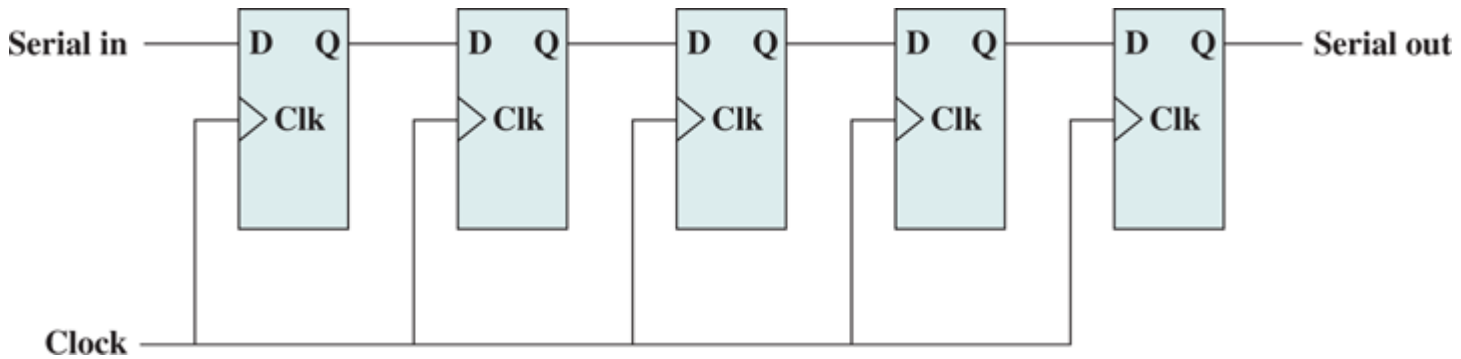 Serial in D Q D Q D Q D Q D Q Serial out
Clk Clk Clk Clk Clk
Clock